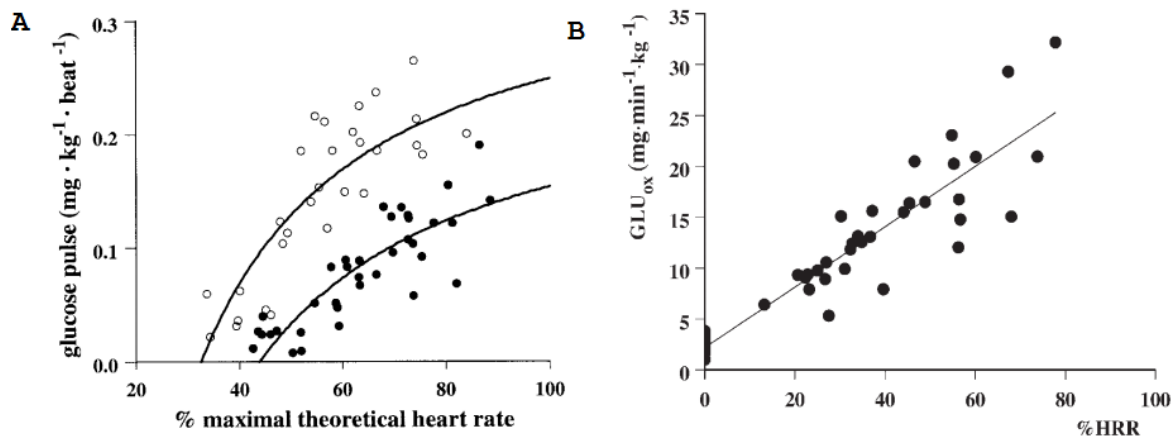 A
glucose pulse (mg · kg⁻¹ · beat⁻¹)
0.3
0.2
0.1
0.0
20 40 60 80 100
% maximal theoretical heart rate
B
GLUox (mg·min⁻¹·kg⁻¹)
35
30
25
20
15
10
5
0
0 20 40 60 80 100
%HRR